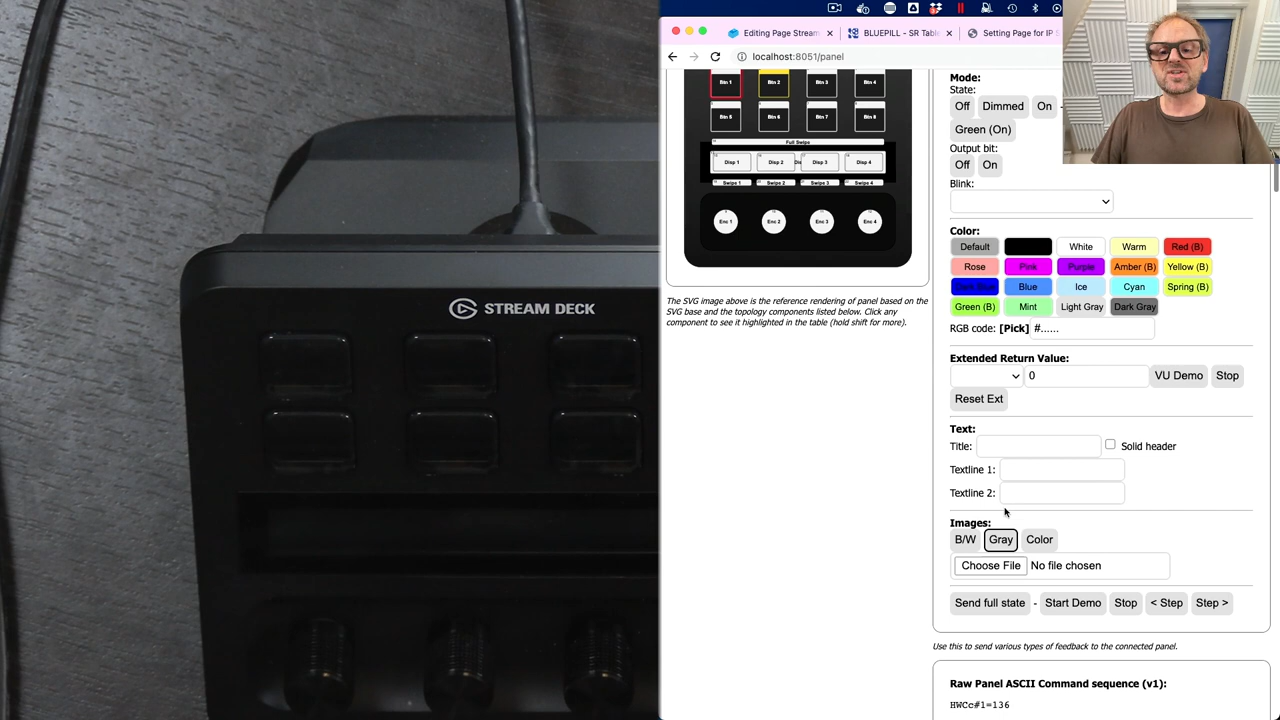 Editing Page Stream
BLUEPILL - SR Tabl
Setting Page for IP S
localhost:8051/panel
Btn 1
Btn 2
Btn 3
Btn 4
Btn 5
Btn 6
Btn 7
Btn 8
Full Swipe
Disp 1
Disp 2
Dis
Disp 3
Disp 4
Swipe 1
Swipe 2
Swipe 3
Swipe 4
Enc 1
Enc 2
Enc 3
Enc 4
The SVG image above is the reference rendering of panel based on the
SVG base and the topology components listed below. Click any
component to see it highlighted in the table (hold shift for more).
STREAM DECK
Mode:
State:
Off Dimmed On -
Green (On)
Output bit:
Off On
Blink:
Color:
Default White Warm Red (B)
Rose Pink Purple Amber (B) Yellow (B)
Dark Blue Blue Ice Cyan Spring (B)
Green (B) Mint Light Gray Dark Gray
RGB code: [Pick] #......
Extended Return Value:
0 VU Demo Stop
Reset Ext
Text:
Title: Solid header
Textline 1:
Textline 2:
Images:
B/W Gray Color
Choose File No file chosen
Send full state - Start Demo Stop < Step Step >
Use this to send various types of feedback to the connected panel.
Raw Panel ASCII Command sequence (v1):
HWCc#1=136